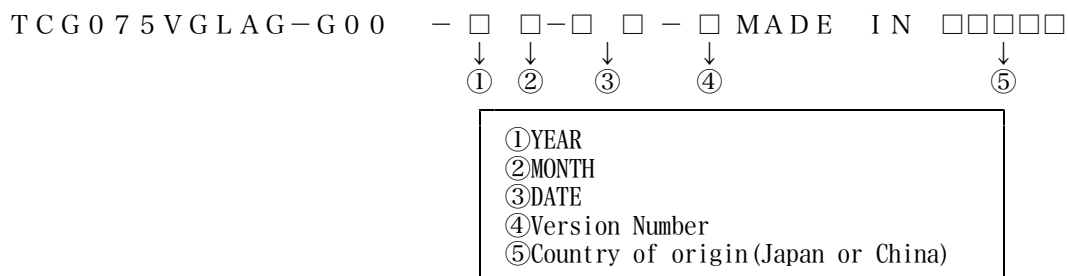 TCG075VGLAG-G00 -□ □-□ □-□ MADE IN □□□□□
↓ ↓ ↓ ↓ ↓
① ② ③ ④ ⑤
①YEAR
②MONTH
③DATE
④Version Number
⑤Country of origin(Japan or China)